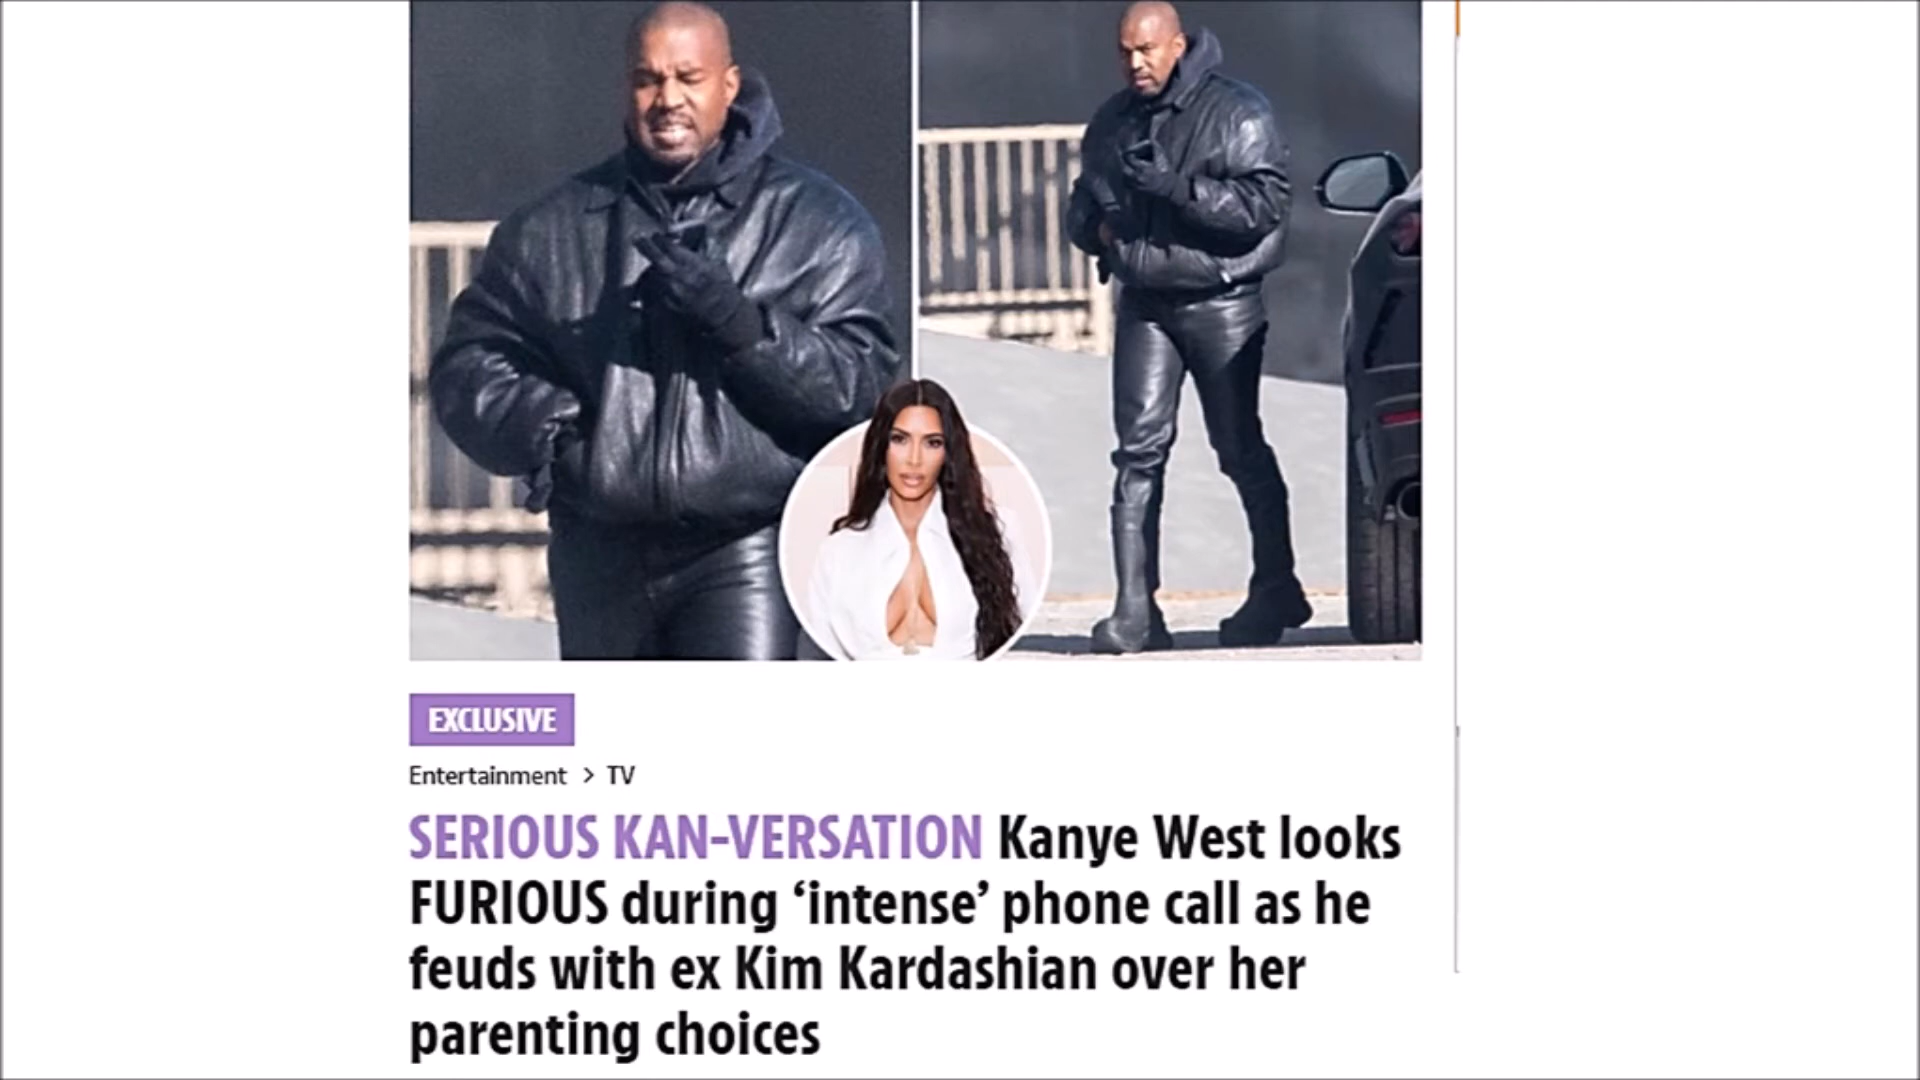 EXCLUSIVE
Entertainment > TV
SERIOUS KAN-VERSATION Kanye West looks
FURIOUS during ‘intense’ phone call as he
feuds with ex Kim Kardashian over her
parenting choices